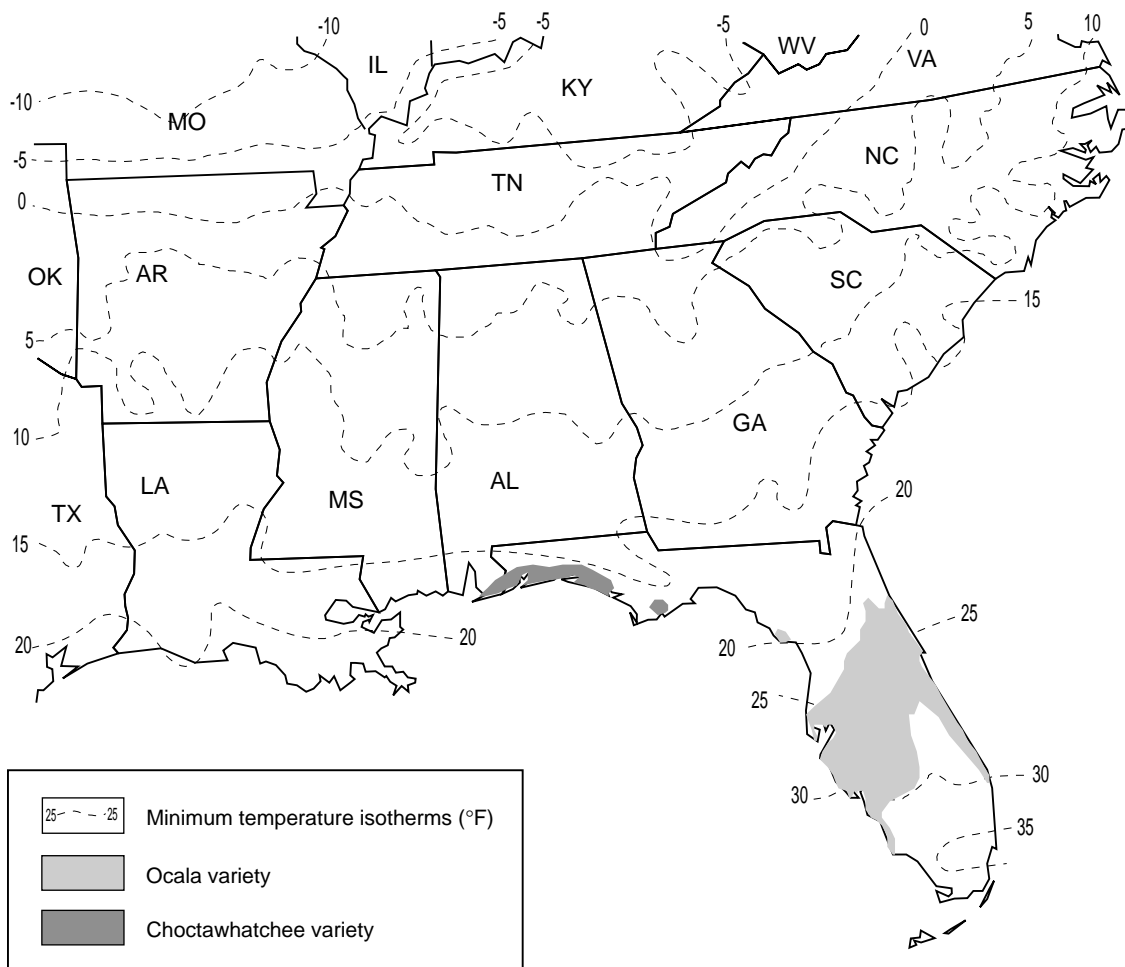 -10
-5
-5
-5
0
5
10
IL
WV
VA
KY
-10
MO
-5
NC
TN
0
OK
AR
SC
15
5
10
GA
LA
AL
MS
20
TX
15
25
20
20
20
25
30
30
35
25 25 Minimum temperature isotherms (°F)
Ocala variety
Choctawhatchee variety